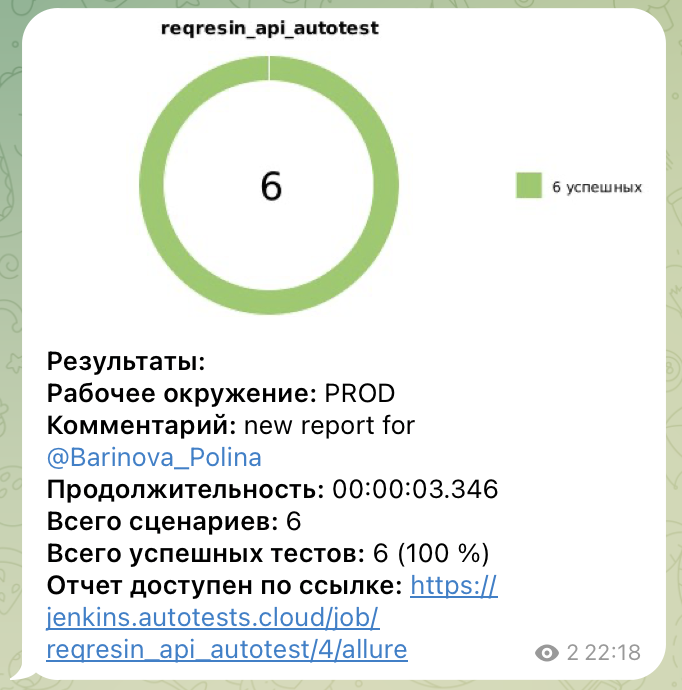 reqresin_api_autotest
6
6 успешных
Результаты:
Рабочее окружение: PROD
Комментарий: new report for
@Barinova_Polina
Продолжительность: 00:00:03.346
Всего сценариев: 6
Всего успешных тестов: 6 (100 %)
Отчет доступен по ссылке: https://
jenkins.autotests.cloud/job/
reqresin_api_autotest/4/allure
2 22:18